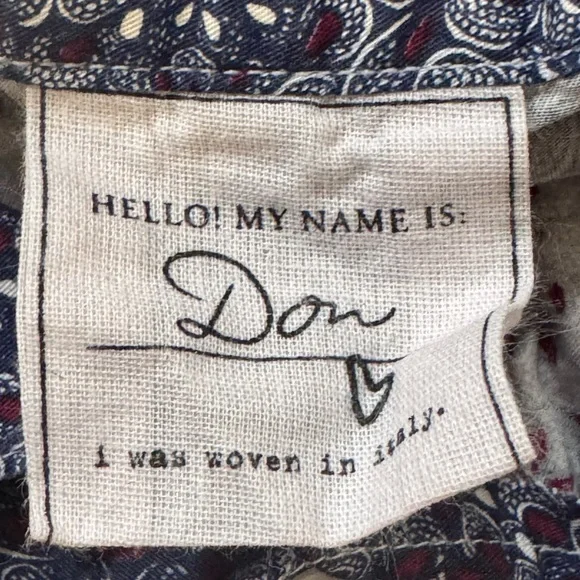 HELLO! MY NAME IS:
Don
i was woven in italy.